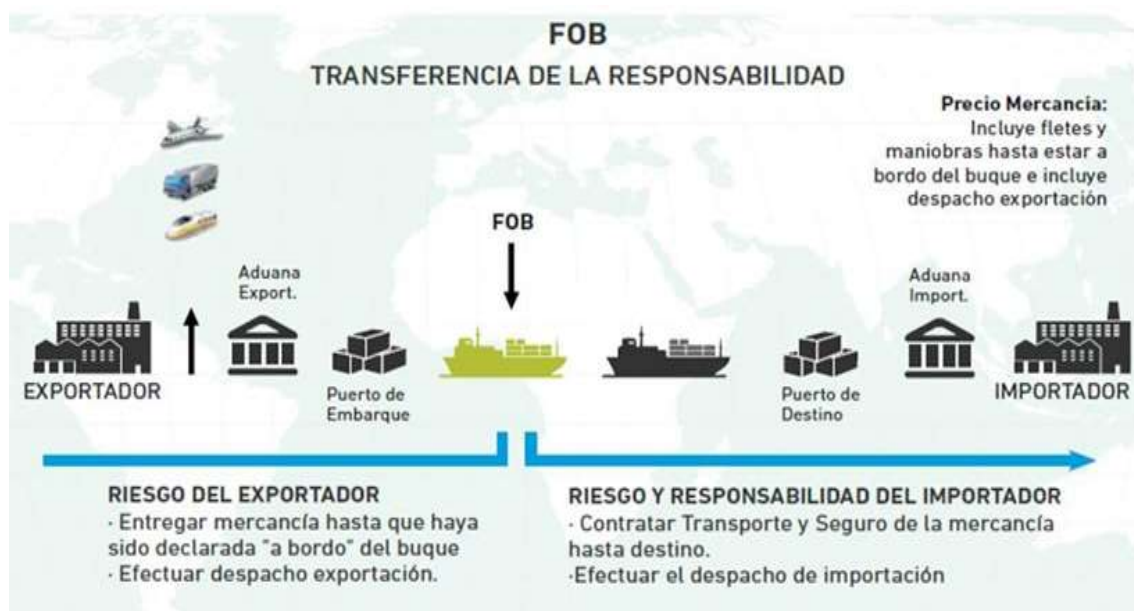 FOB
TRANSFERENCIA DE LA RESPONSABILIDAD
Precio Mercancia:
Incluye fletes y
maniobras hasta estar a
bordo del buque e incluye
despacho exportación
FOB
Aduana
Export.
Aduana
Import.
EXPORTADOR
Puerto de
Embarque
Puerto de
Destino
IMPORTADOR
RIESGO DEL EXPORTADOR
· Entregar mercancía hasta que haya
sido declarada "a bordo" del buque
· Efectuar despacho exportación.
RIESGO Y RESPONSABILIDAD DEL IMPORTADOR
· Contratar Transporte y Seguro de la mercancía
hasta destino.
·Efectuar el despacho de importación